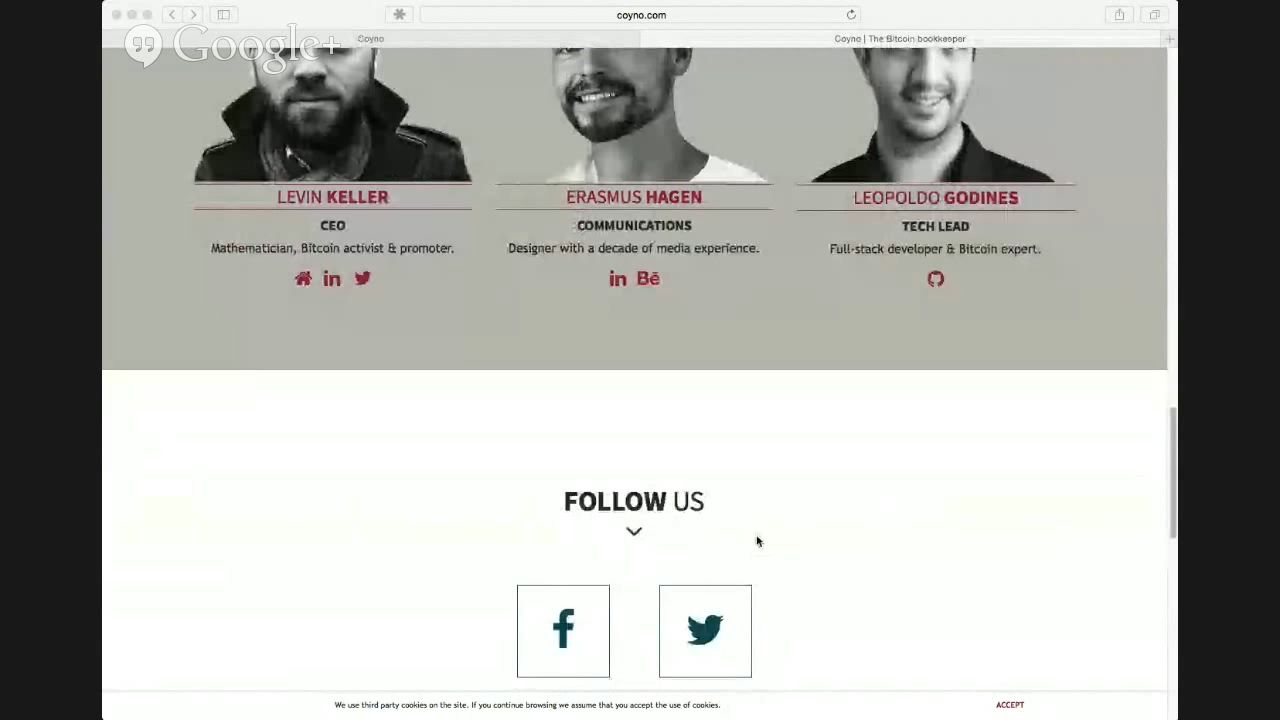 coyno.com
Google+
Coyno
Coyno | The Bitcoin bookkeeper
LEVIN KELLER
ERASMUS HAGEN
LEOPOLDO GODINES
CEO
COMMUNICATIONS
TECH LEAD
Mathematician, Bitcoin activist & promoter.
Designer with a decade of media experience.
Full-stack developer & Bitcoin expert.
in
in Bē
FOLLOW US
f
We use third party cookies on the site. If you continue browsing we assume that you accept the use of cookies.
ACCEPT